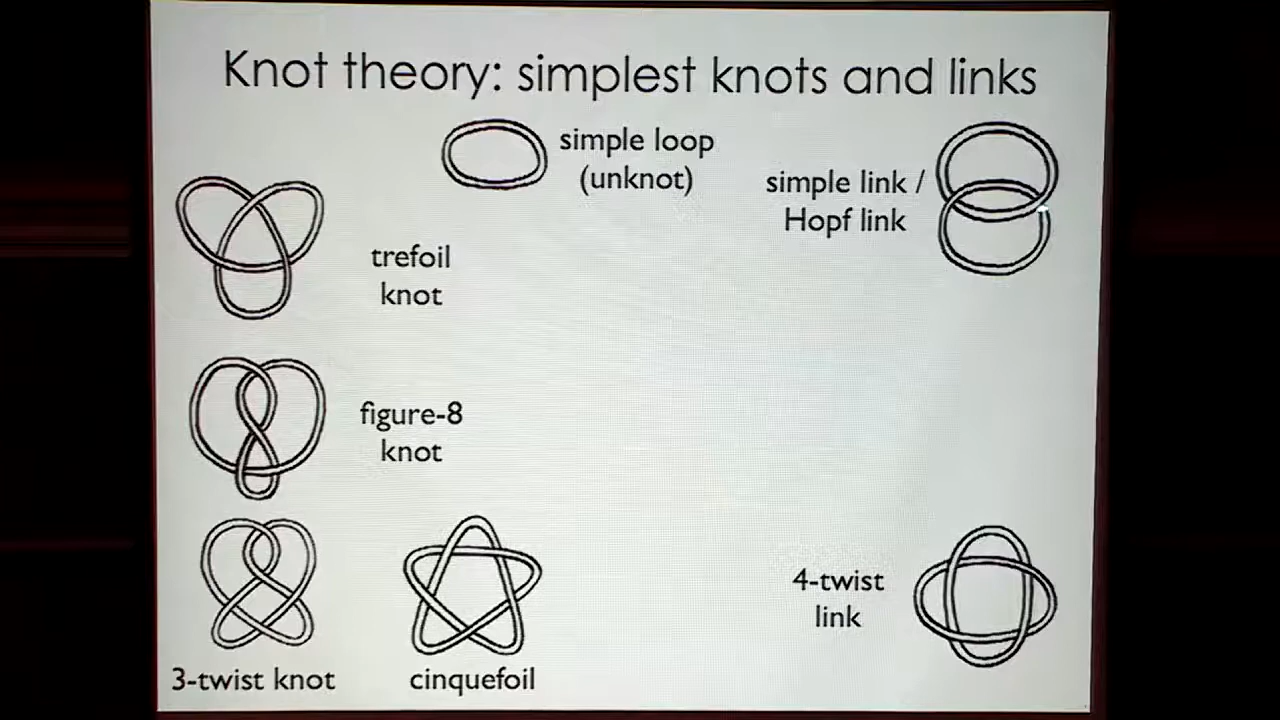 Knot theory: simplest knots and links
simple loop
(unknot)
simple link /
Hopf link
trefoil
knot
figure-8
knot
4-twist
link
3-twist knot
cinquefoil